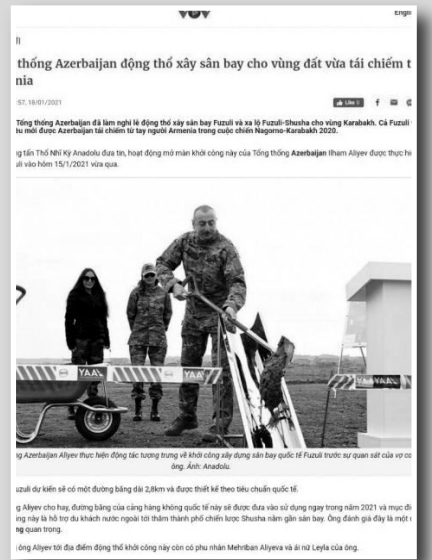 VOV
Engli
thống Azerbaijan động thổ xây sân bay cho vùng đất vừa tái chiếm t
nia
57, 18/01/2021
Like 0
Tổng thống Azerbaijan đã làm nghi lễ động thổ xây sân bay Fuzuli và xa lộ Fuzuli-Shusha cho vùng Karabakh. Cả Fuzuli
ều mới được Azerbaijan tái chiếm từ tay người Armenia trong cuộc chiến Nagorno-Karabakh 2020.
ng tấn Thổ Nhĩ Kỳ Anadolu đưa tin, hoạt động mở màn khởi công này của Tổng thống Azerbaijan Ilham Aliyev được thực hi
uli vào hôm 15/1/2021 vừa qua.
YAA
YAAŞ
ng Azerbaijan Aliyev thực hiện động tác tượng trưng về khởi công xây dựng sân bay quốc tế Fuzuli trước sự quan sát của vợ co
ông. Ảnh: Anadolu.
uzuli dự kiến sẽ có một đường băng dài 2,8km và được thiết kế theo tiêu chuẩn quốc tế.
g Aliyev cho hay, đường băng của cảng hàng không quốc tế này sẽ được đưa vào sử dụng ngay trong năm 2021 và mục đí
ảng này là hỗ trợ du khách nước ngoài tới thăm thành phố chiến lược Shusha nằm gần sân bay. Ông đánh giá đây là một
ng quan trọng.
ông Aliyev tới địa điểm động thổ khởi công này còn có phu nhân Mehriban Aliyeva và ái nữ Leyla của ông.